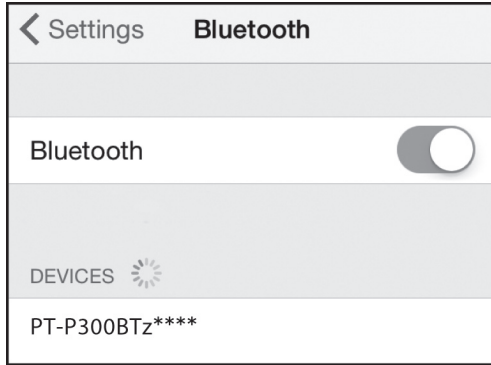 Settings Bluetooth
Bluetooth
DEVICES
PT-P300BTz****